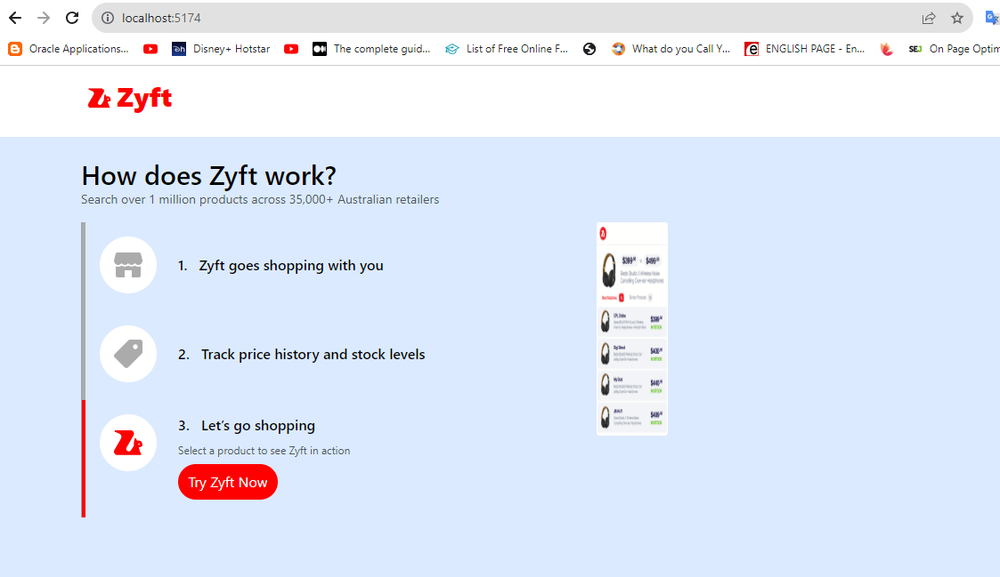 localhost:5174
Oracle Applications...
Disney+ Hotstar
The complete guid...
List of Free Online F...
What do you Call Y...
ENGLISH PAGE - En...
SEJ
On Page Optim
Zyft
How does Zyft work?
Search over 1 million products across 35,000+ Australian retailers
1. Zyft goes shopping with you
2. Track price history and stock levels
3. Let’s go shopping
Select a product to see Zyft in action
Try Zyft Now
$399
$499